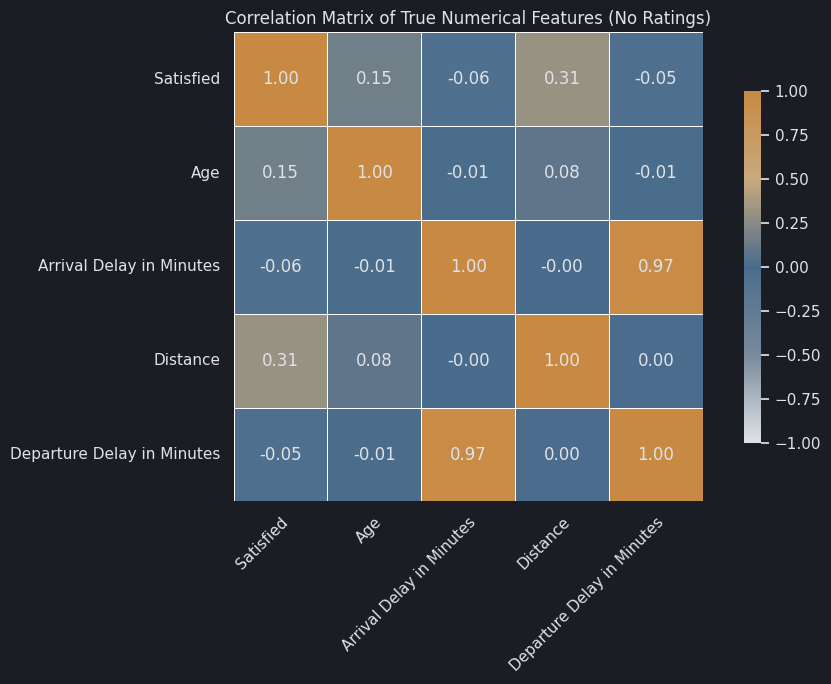 Correlation Matrix of True Numerical Features (No Ratings)
Satisfied 1.00 0.15 -0.06 0.31 -0.05
Age 0.15 1.00 -0.01 0.08 -0.01
Arrival Delay in Minutes -0.06 -0.01 1.00 -0.00 0.97
Distance 0.31 0.08 -0.00 1.00 0.00
Departure Delay in Minutes -0.05 -0.01 0.97 0.00 1.00
Satisfied
Age
Arrival Delay in Minutes
Distance
Departure Delay in Minutes
1.00
0.75
0.50
0.25
0.00
−0.25
−0.50
−0.75
−1.00